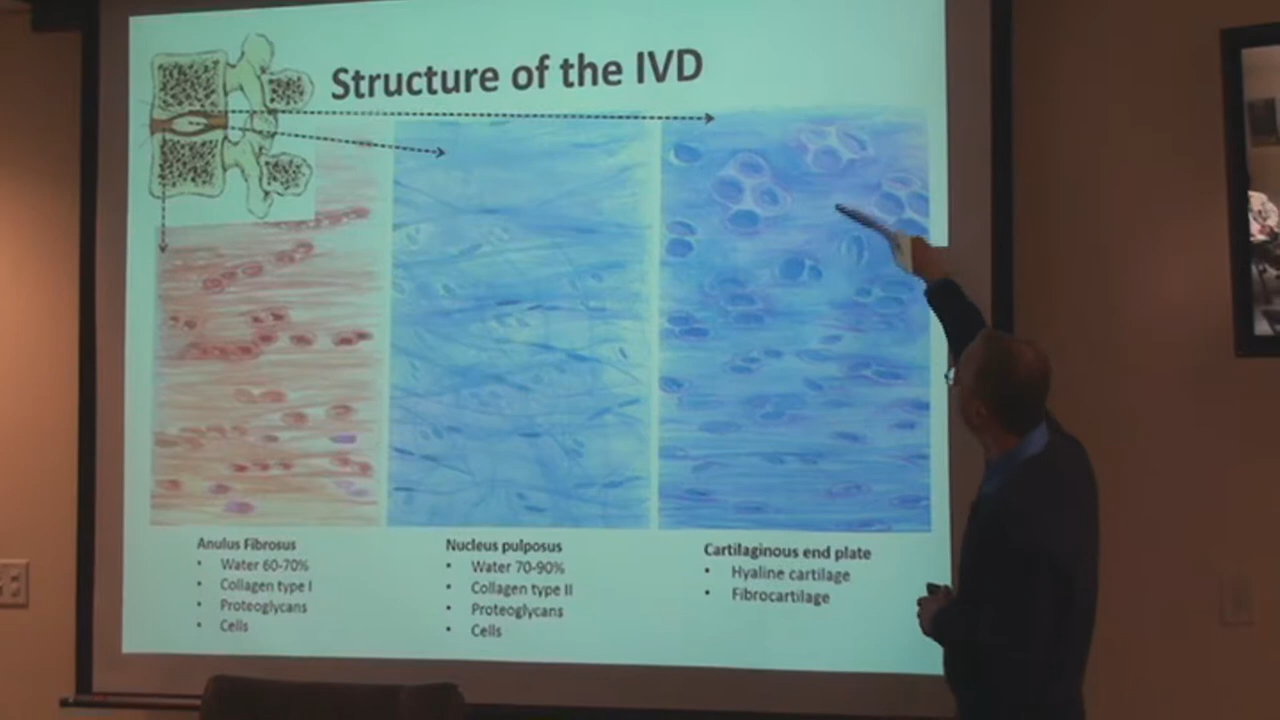 Structure of the IVD
Anulus Fibrosus
• Water 60-70%
• Collagen type I
• Proteoglycans
• Cells
Nucleus pulposus
• Water 70-90%
• Collagen type II
• Proteoglycans
• Cells
Cartilaginous end plate
• Hyaline cartilage
• Fibrocartilage